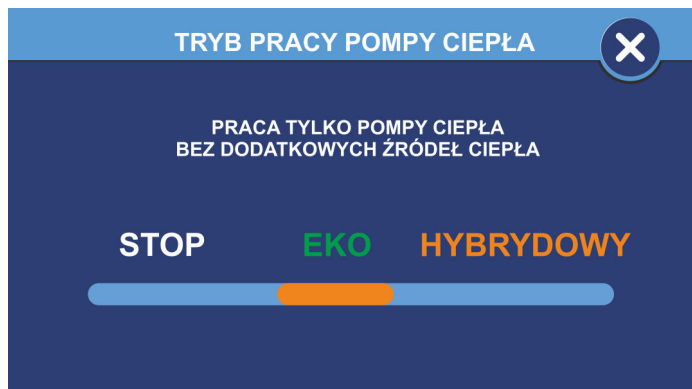 TRYB PRACY POMPY CIEPŁA
PRACA TYLKO POMPY CIEPŁA
BEZ DODATKOWYCH ŹRÓDEŁ CIEPŁA
STOP EKO HYBRYDOWY